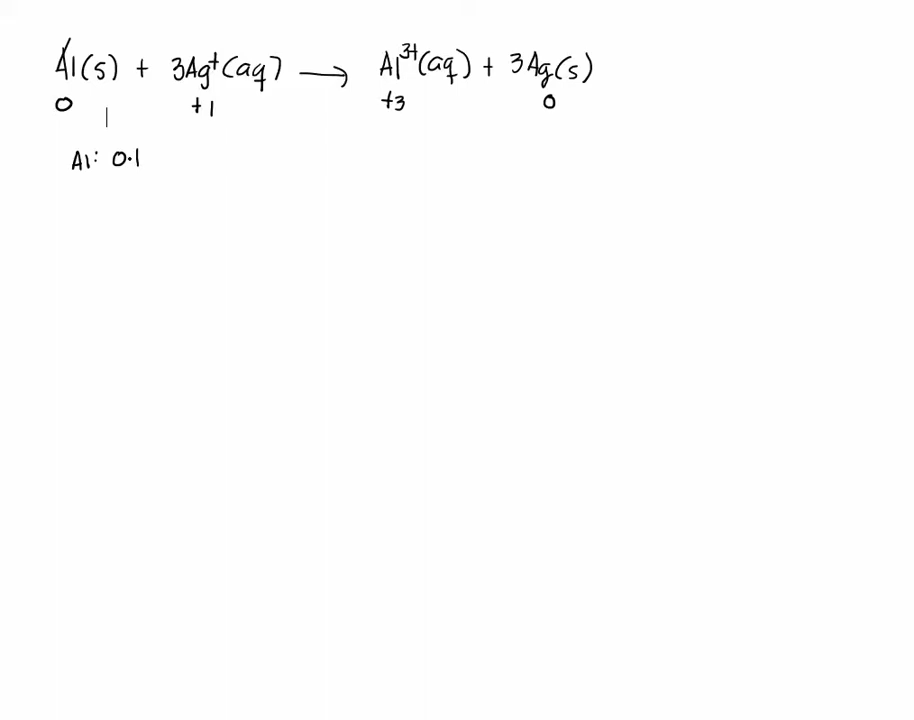 Al(s) + 3Ag⁺(aq) ⟶ Al³⁺(aq) + 3Ag(s)
0 +1 +3 0
Al: 0.1